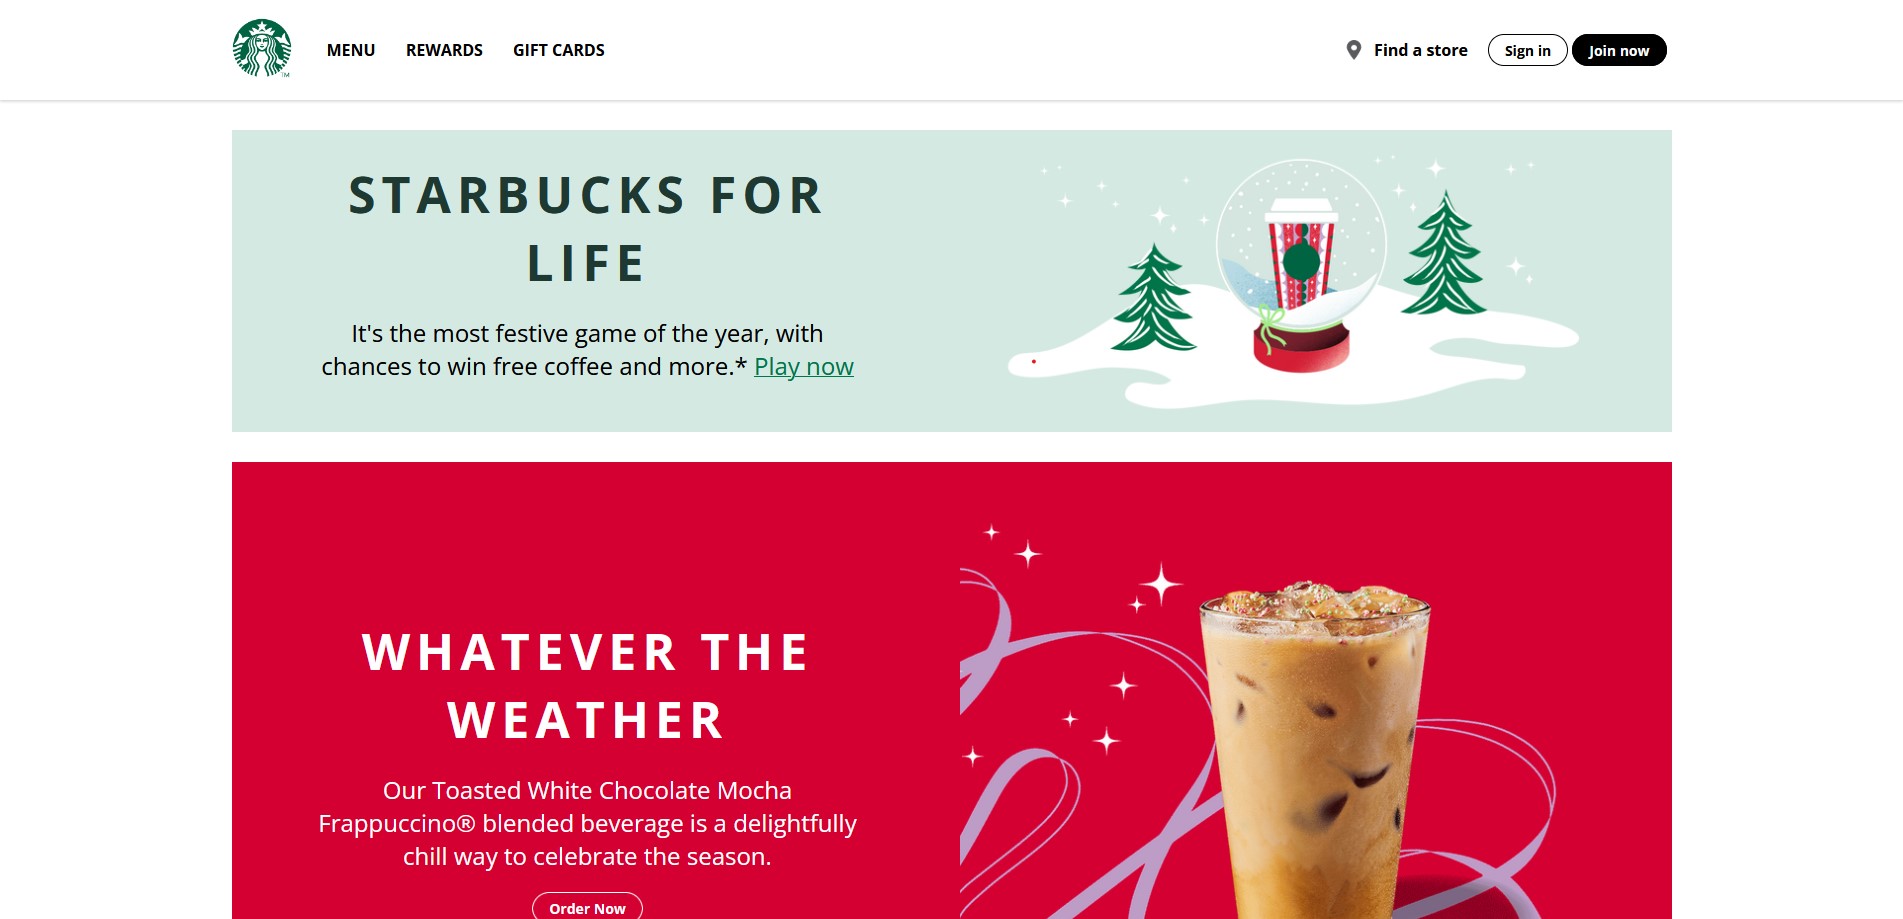 MENU REWARDS GIFT CARDS Find a store Sign in Join now
STARBUCKS FOR
LIFE
It's the most festive game of the year, with
chances to win free coffee and more.* Play now
WHATEVER THE
WEATHER
Our Toasted White Chocolate Mocha
Frappuccino® blended beverage is a delightfully
chill way to celebrate the season.
Order Now